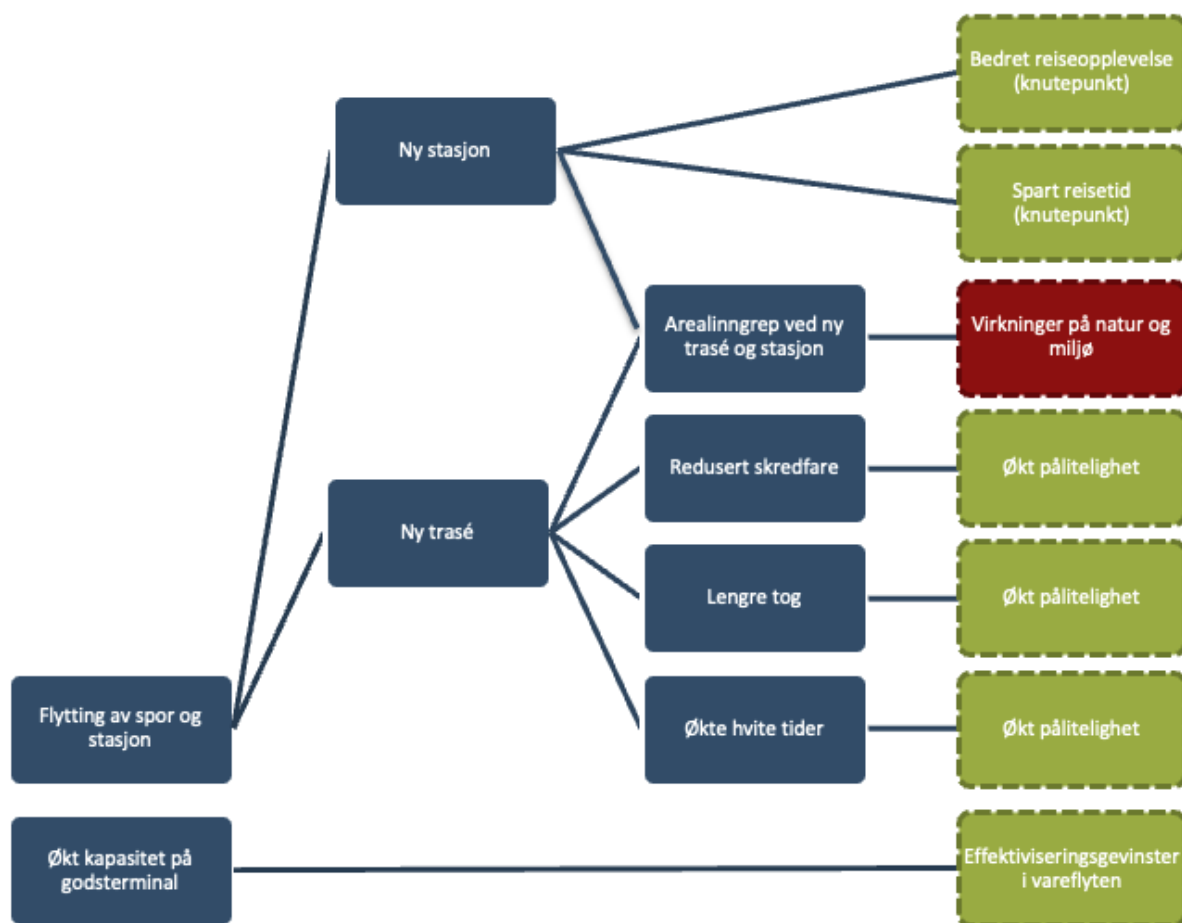 Bedret reiseopplevelse
(knutepunkt)
Ny stasjon
Spart reisetid
(knutepunkt)
Arealinngrep ved ny
trasé og stasjon
Virkninger på natur og
miljø
Redusert skredfare
Økt pålitelighet
Ny trasé
Lengre tog
Økt pålitelighet
Flytting av spor og
stasjon
Økte hvite tider
Økt pålitelighet
Økt kapasitet på
godsterminal
Effektiviseringsgevinster
i vareflyten